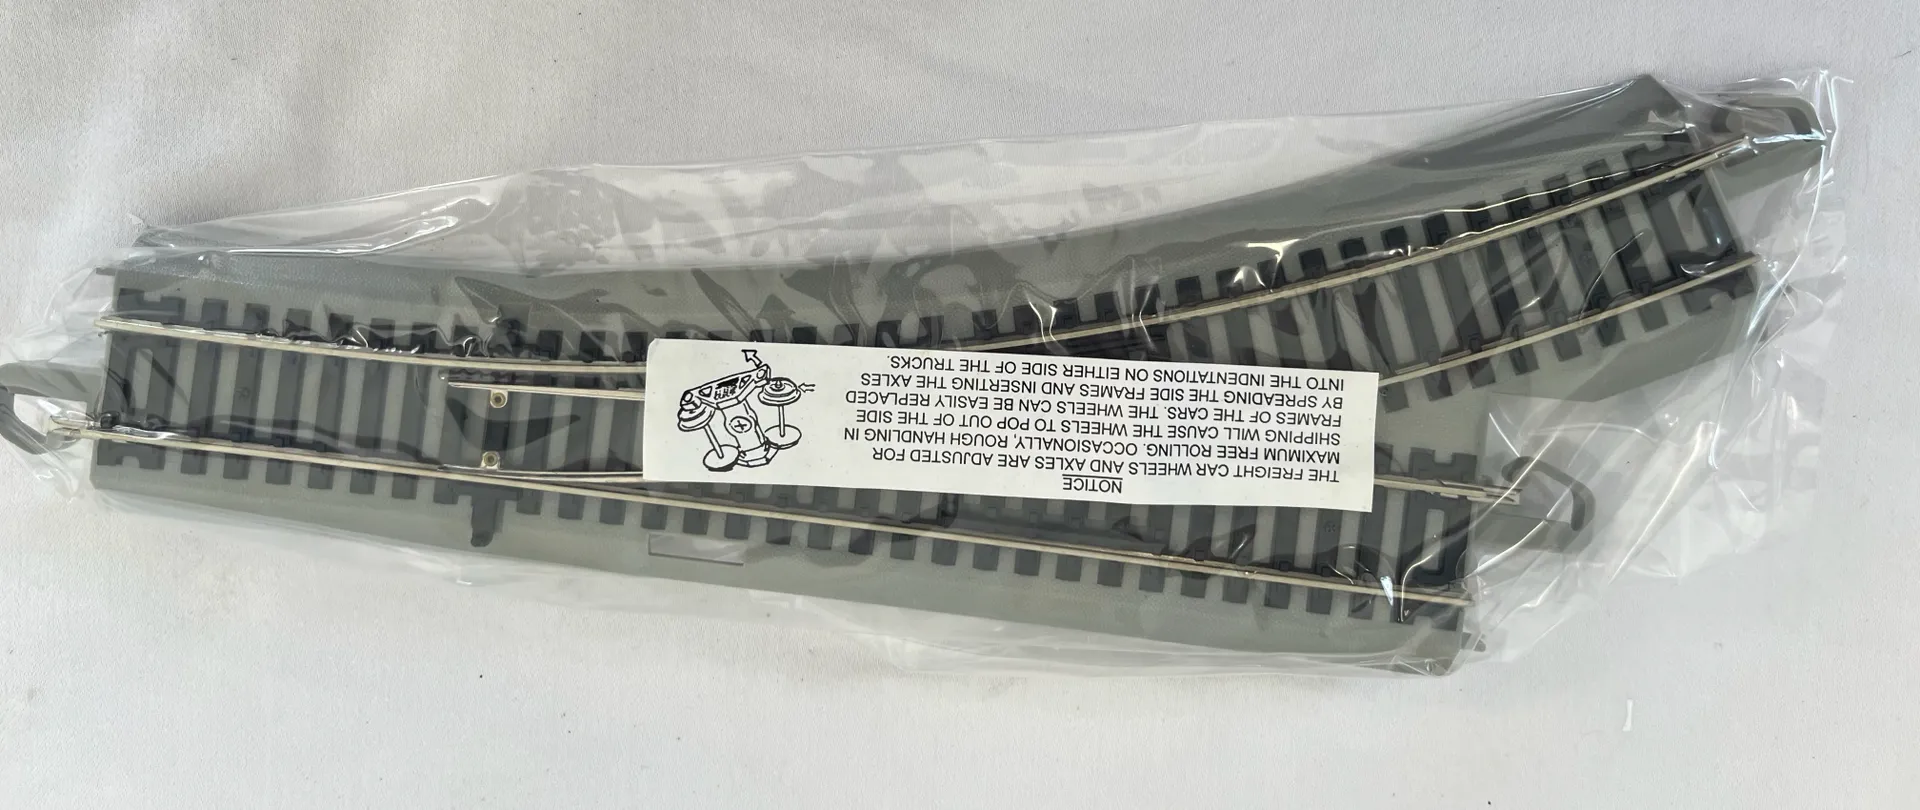 NOTICE
THE FREIGHT CAR WHEELS AND AXLES ARE ADJUSTED FOR
MAXIMUM FREE ROLLING. OCCASIONALLY, ROUGH HANDLING IN
SHIPPING WILL CAUSE THE WHEELS TO POP OUT OF THE SIDE
FRAMES OF THE CARS. THE WHEELS CAN BE EASILY REPLACED
BY SPREADING THE SIDE FRAMES AND INSERTING THE AXLES
INTO THE INDENTATIONS ON EITHER SIDE OF THE TRUCKS.